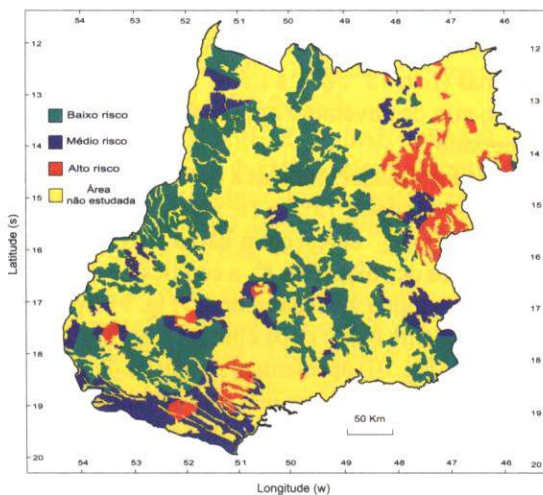 54 53 52 51 50 49 48 47 46
12
13
14
15
16
17
18
19
20
12
13
14
15
16
17
18
19
20
Latitude (s)
Baixo risco
Médio risco
Alto risco
Área
não estudada
50 Km
54 53 52 51 50 49 48 47 46
Longitude (w)